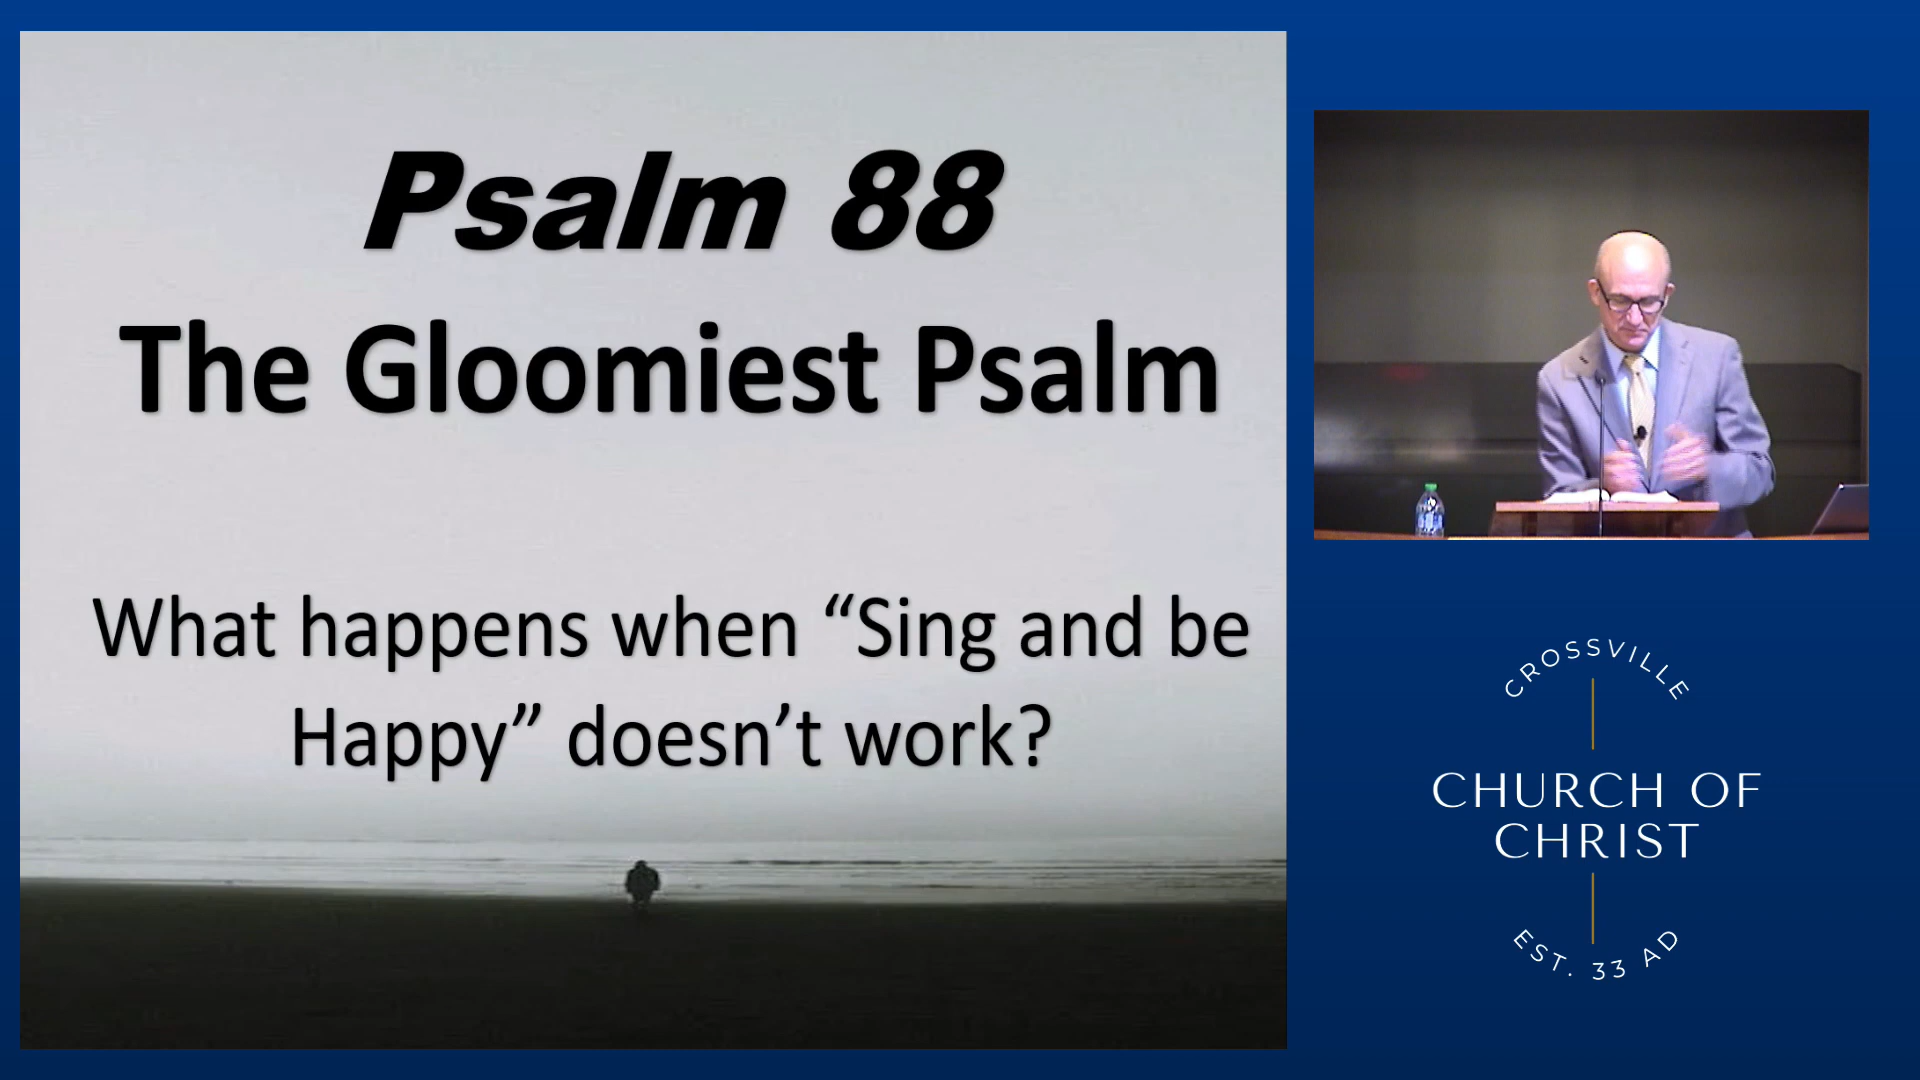 Psalm 88
The Gloomiest Psalm
What happens when “Sing and be
Happy” doesn’t work?
CROSSVILLE
CHURCH OF
CHRIST
EST. 33 AD